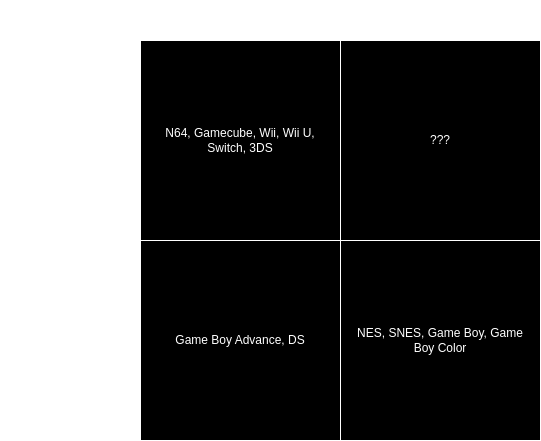 N64, Gamecube, Wii, Wii U,
Switch, 3DS
???
Game Boy Advance, DS
NES, SNES, Game Boy, Game
Boy Color